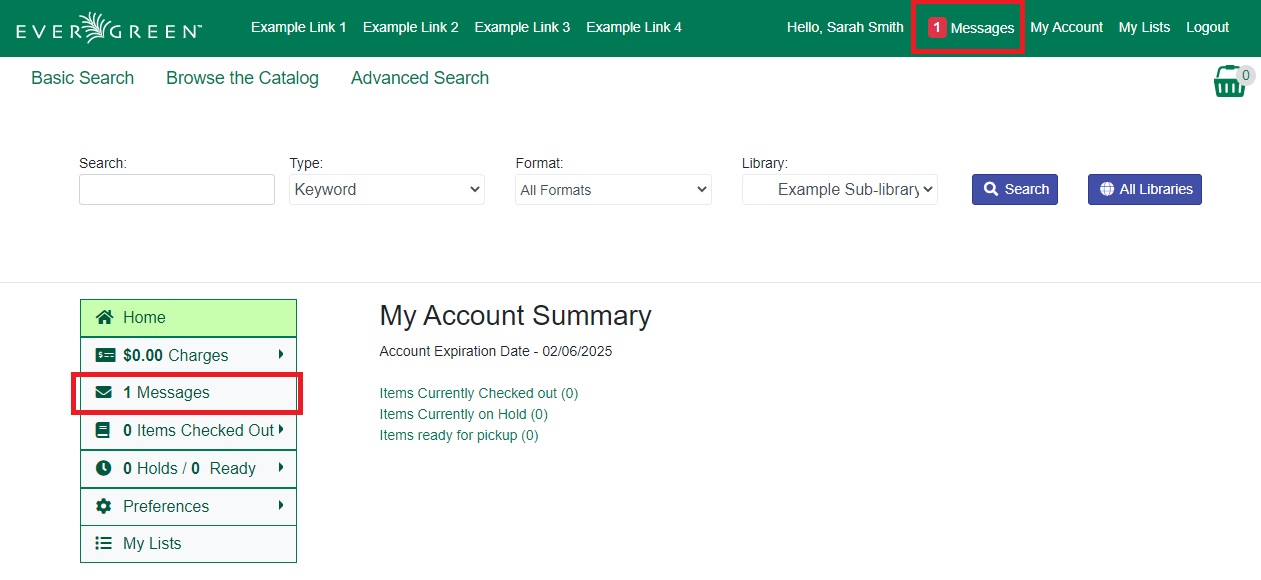 EVERGREEN™ Example Link 1 Example Link 2 Example Link 3 Example Link 4 Hello, Sarah Smith 1 Messages My Account My Lists Logout
Basic Search Browse the Catalog Advanced Search 0
Search: Type: Format: Library:
Keyword All Formats Example Sub-library Search All Libraries
Home
My Account Summary
$0.00 Charges
Account Expiration Date - 02/06/2025
1 Messages
Items Currently Checked out (0)
Items Currently on Hold (0)
0 Items Checked Out
Items ready for pickup (0)
0 Holds / 0 Ready
Preferences
My Lists